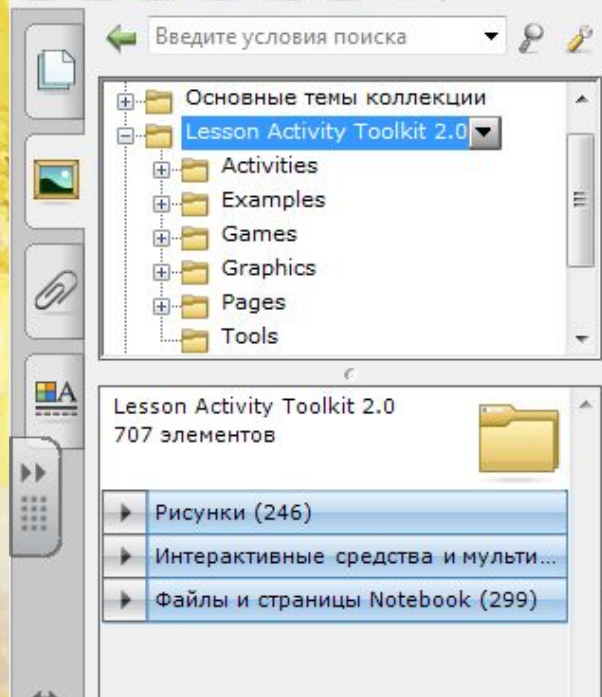 Введите условия поиска
Основные темы коллекции
Lesson Activity Toolkit 2.0
Activities
Examples
Games
Graphics
Pages
Tools
A
Lesson Activity Toolkit 2.0
707 элементов
Рисунки (246)
Интерактивные средства и мульти...
Файлы и страницы Notebook (299)